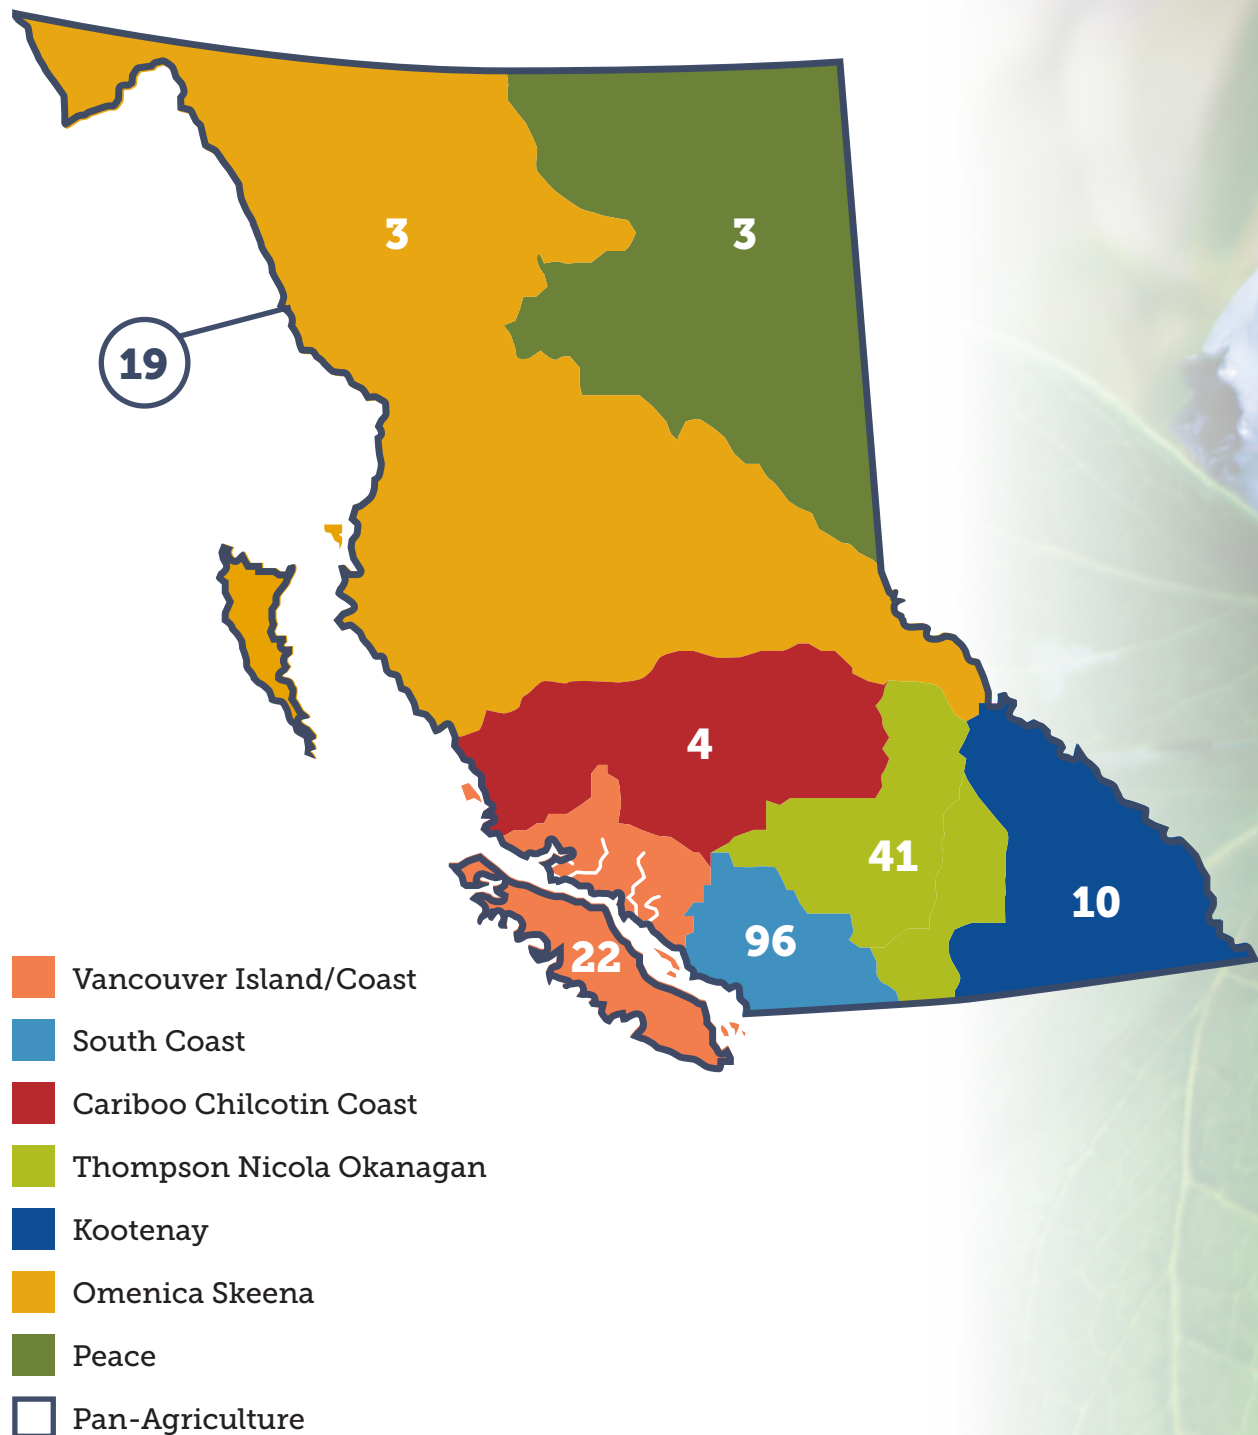 3
3
19
4
41
10
96
22
Vancouver Island/Coast
South Coast
Cariboo Chilcotin Coast
Thompson Nicola Okanagan
Kootenay
Omenica Skeena
Peace
Pan-Agriculture